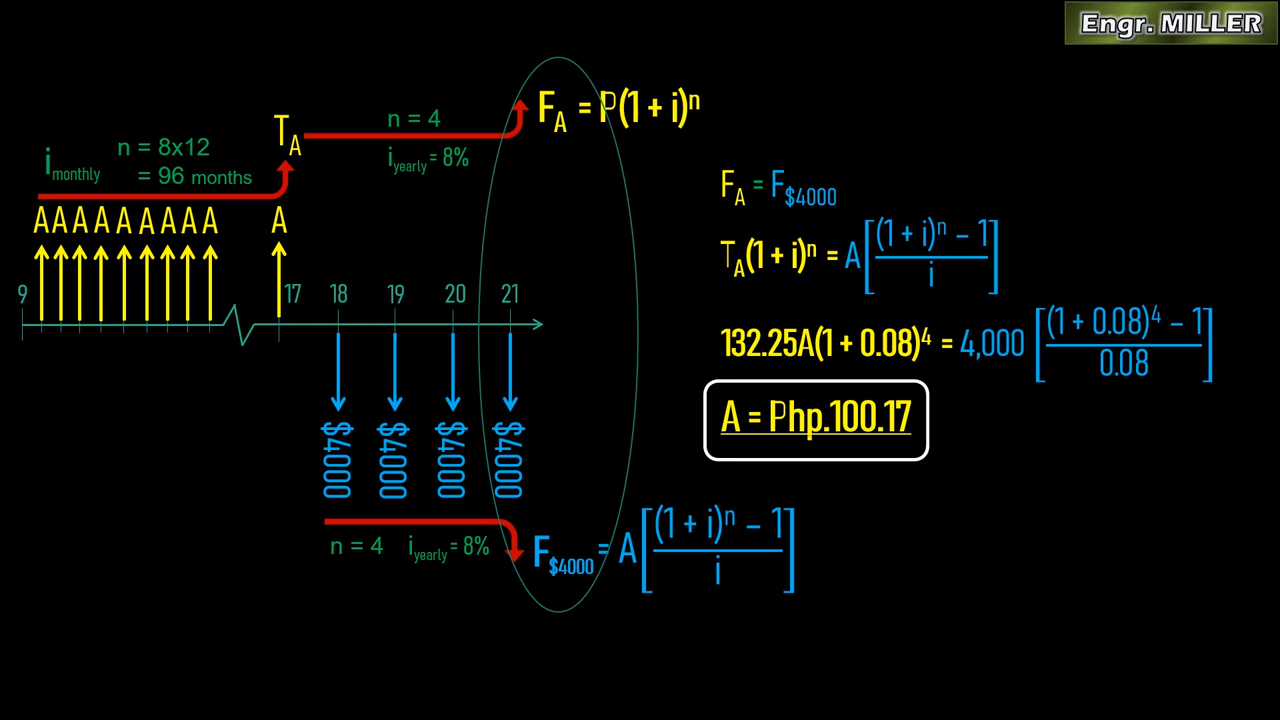 Engr. MILLER
F_A = P(1 + i)^n
n = 4
T_A
i_yearly = 8%
n = 8x12
i_monthly
= 96 months
F_A = F_$4000
A A A A A A A A A A
T_A(1 + i)^n = A[((1 + i)^n − 1)/i]
9 17 18 19 20 21
132.25A(1 + 0.08)^4 = 4,000 [((1 + 0.08)^4 − 1)/0.08]
A = Php.100.17
$4000 $4000 $4000 $4000
n = 4 i_yearly = 8%
F_$4000 = A[((1 + i)^n − 1)/i]